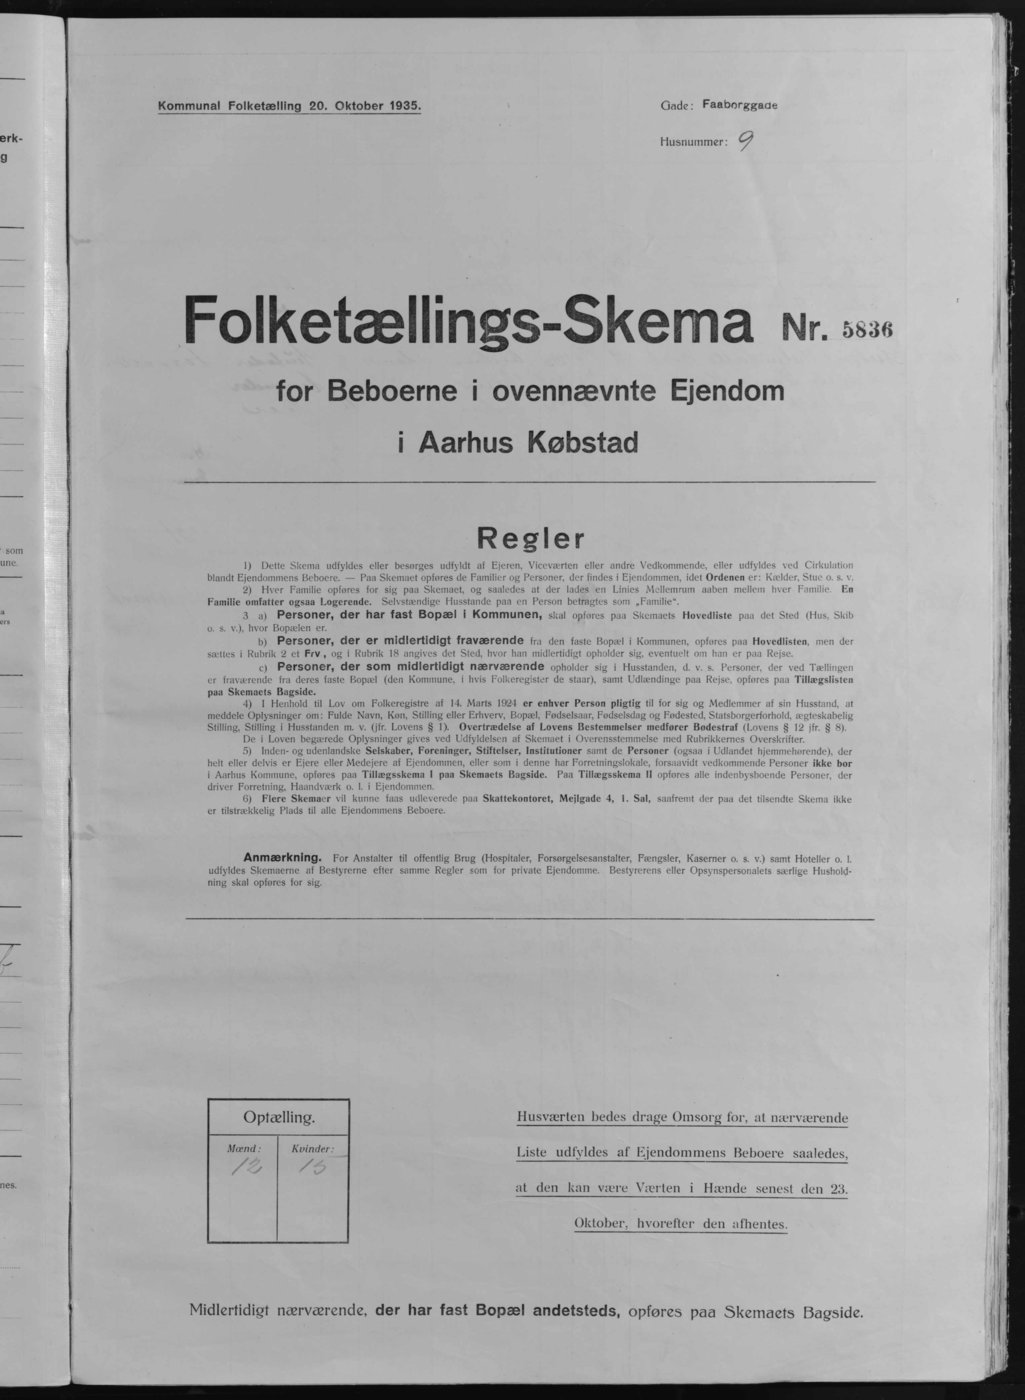 Kommunal Folketælling 20. Oktober 1935.
Gade: Faaborggade
Husnummer: 9
Folketællings-Skema Nr. 5836
for Beboerne i ovennævnte Ejendom
i Aarhus Købstad
Regler
1) Dette Skema udfyldes eller besørges udfyldt af Ejeren, Viceværten eller andre Vedkommende, eller udfyldes ved Cirkulation
blandt Ejendommens Beboere. — Paa Skemaet opføres de Familier og Personer, der findes i Ejendommen, idet Ordenen er: Kælder, Stue o. s. v.
2) Hver Familie opføres for sig paa Skemaet, og saaledes at der lades en Linies Mellemrum aaben mellem hver Familie. En
Familie omfatter ogsaa Logerende. Selvstændige Husstande paa en Person betragtes som „Familie“.
3 a) Personer, der har fast Bopæl i Kommunen, skal opføres paa Skemaets Hovedliste paa det Sted (Hus, Skib
o. s. v.), hvor Bopælen er.
b) Personer, der er midlertidigt fraværende fra den faste Bopæl i Kommunen, opføres paa Hovedlisten, men der
sættes i Rubrik 2 et Frv., og i Rubrik 18 angives det Sted, hvor han midlertidigt opholder sig, eventuelt om han er paa Rejse.
c) Personer, der som midlertidigt nærværende opholder sig i Husstanden, d. v. s. Personer, der ved Tællingen
er fraværende fra deres faste Bopæl (den Kommune, i hvis Folkeregister de staar), samt Udlændinge paa Rejse, opføres paa Tillægslisten
paa Skemaets Bagside.
4) I Henhold til Lov om Folkeregistre af 14. Marts 1924 er enhver Person pligtig til for sig og Medlemmer af sin Husstand, at
meddele Oplysninger om: Fulde Navn, Køn, Stilling eller Erhverv, Bopæl, Fødselsaar, Fødselsdag og Fødested, Statsborgerforhold, ægteskabelig
Stilling, Stilling i Husstanden m. v. (jfr. Lovens § 1). Overtrædelse af Lovens Bestemmelser medfører Bødestraf (Lovens § 12 jfr. § 8).
De i Loven begærede Oplysninger gives ved Udfyldelsen af Skemaet i Overensstemmelse med Rubrikkernes Overskrifter.
5) Inden- og udenlandske Selskaber, Foreninger, Stiftelser, Institutioner samt de Personer (ogsaa i Udlandet hjemmehørende), der
helt eller delvis er Ejere eller Medejere af Ejendommen, eller som i denne har Forretningslokale, forsaavidt vedkommende Personer ikke bor
i Aarhus Kommune, opføres paa Tillægsskema I paa Skemaets Bagside. Paa Tillægsskema II opføres alle indenbysboende Personer, der
driver Forretning, Haandværk o. l. i Ejendommen.
6) Flere Skemaer vil kunne faas udleverede paa Skattekontoret, Mejlgade 4, 1. Sal, saafremt der paa det tilsendte Skema ikke
er tilstrækkelig Plads til alle Ejendommens Beboere.
Anmærkning. For Anstalter til offentlig Brug (Hospitaler, Forsørgelsesanstalter, Fængsler, Kaserner o. s. v.) samt Hoteller o. l.
udfyldes Skemaerne af Bestyrerne efter samme Regler som for private Ejendomme. Bestyrerens eller Opsynspersonalets særlige Hushold-
ning skal opføres for sig.
Optælling.
Mænd: Kvinder:
12 15
Husværten bedes drage Omsorg for, at nærværende
Liste udfyldes af Ejendommens Beboere saaledes,
at den kan være Værten i Hænde senest den 23.
Oktober, hvorefter den afhentes.
Midlertidigt nærværende, der har fast Bopæl andetsteds, opføres paa Skemaets Bagside.